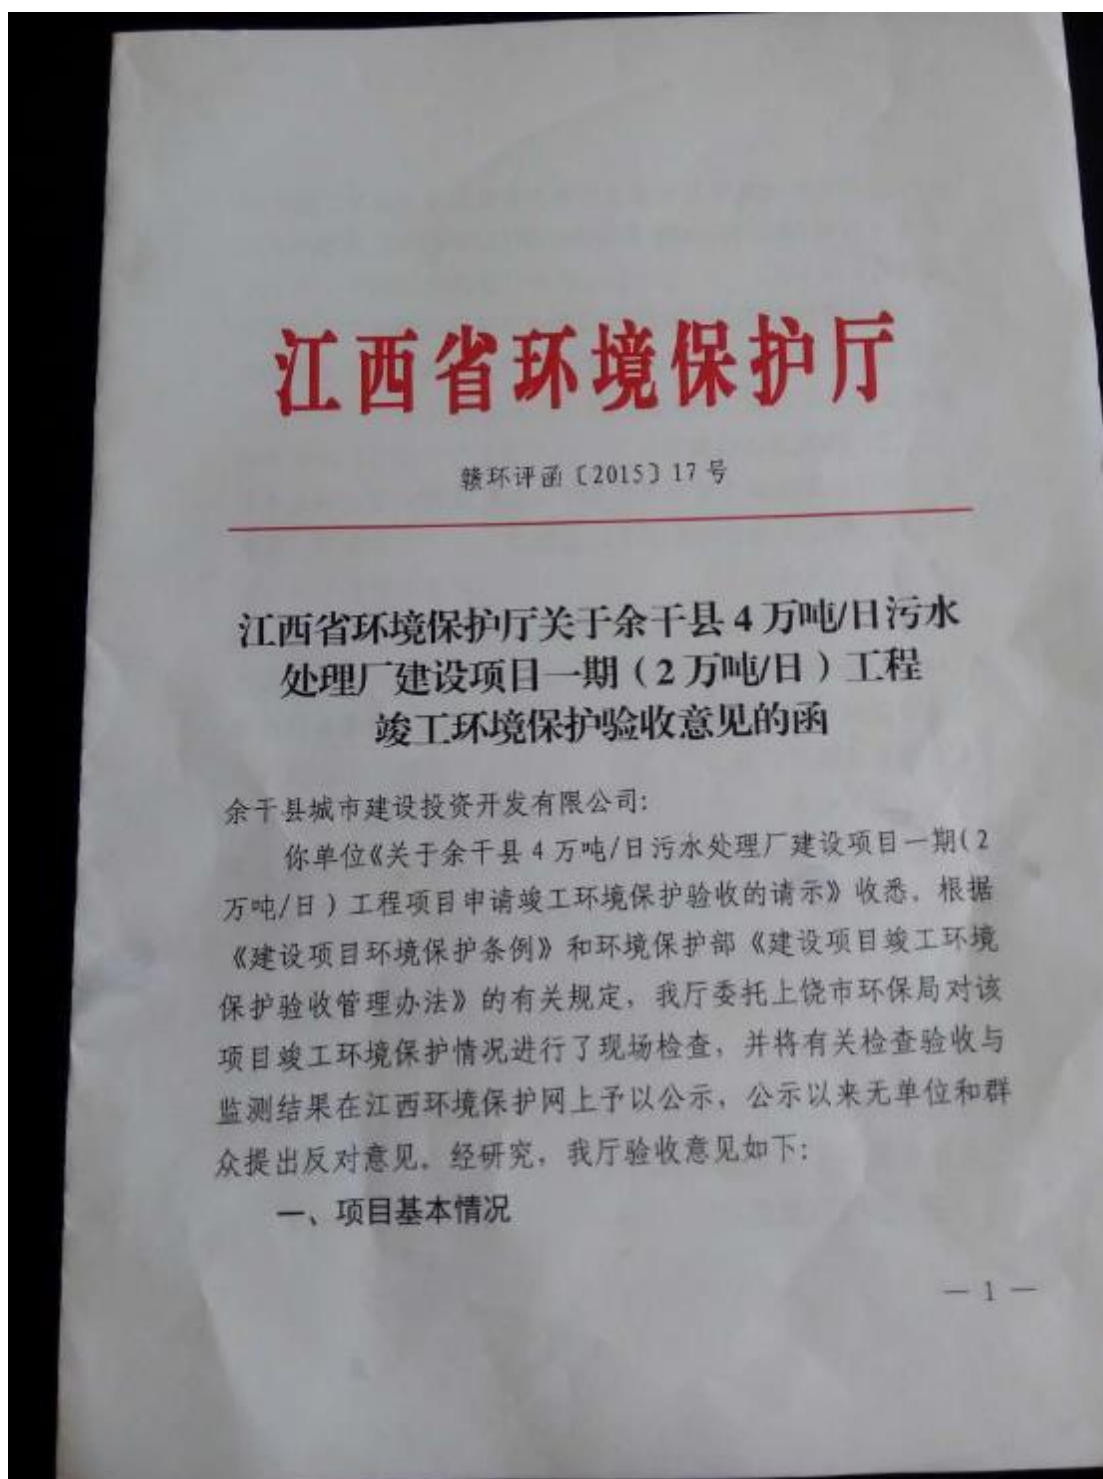 江西省环境保护厅
赣环评函〔2015〕17号
江西省环境保护厅关于余干县4万吨/日污水
处理厂建设项目一期（2万吨/日）工程
竣工环境保护验收意见的函
余干县城市建设投资开发有限公司:
你单位《关于余干县4万吨/日污水处理厂建设项目一期(2
万吨/日）工程项目申请竣工环境保护验收的请示》收悉。根据
《建设项目环境保护条例》和环境保护部《建设项目竣工环境
保护验收管理办法》的有关规定，我厅委托上饶市环保局对该
项目竣工环境保护情况进行了现场检查，并将有关检查验收与
监测结果在江西环境保护网上予以公示，公示以来无单位和群
众提出反对意见。经研究，我厅验收意见如下:
一、项目基本情况
— 1 —